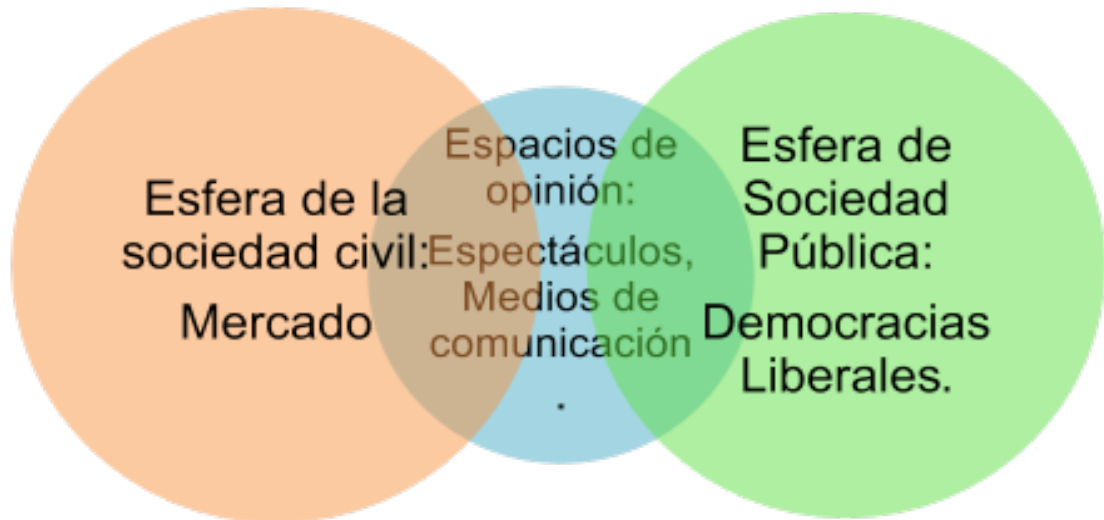 Esfera de la
sociedad civil:
Mercado
Espacios de
opinión:
Espectáculos,
Medios de
comunicación
.
Esfera de
Sociedad
Pública:
Democracias
Liberales.